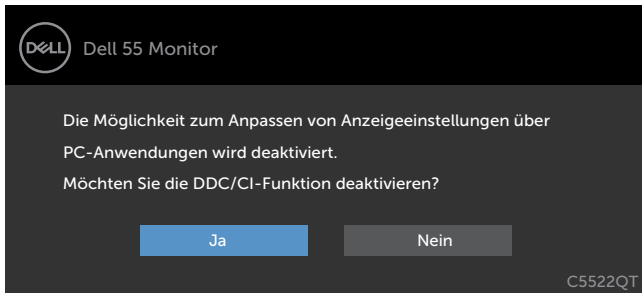 DELL
Dell 55 Monitor
Die Möglichkeit zum Anpassen von Anzeigeeinstellungen über
PC-Anwendungen wird deaktiviert.
Möchten Sie die DDC/CI-Funktion deaktivieren?
Ja Nein
C5522QT